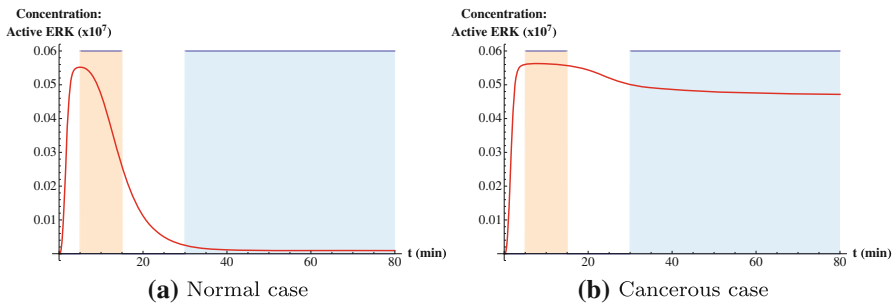 Concentration:
Active ERK (x10⁷)
0.06
0.05
0.04
0.03
0.02
0.01
20
40
60
80
t (min)
(a) Normal case
Concentration:
Active ERK (x10⁷)
0.06
0.05
0.04
0.03
0.02
0.01
20
40
60
80
t (min)
(b) Cancerous case